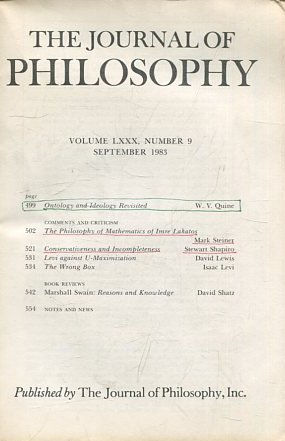 THE JOURNAL OF
PHILOSOPHY
VOLUME LXXX, NUMBER 9
SEPTEMBER 1983
page
499 Ontology and Ideology Revisited W. V. Quine
COMMENTS AND CRITICISM
502 The Philosophy of Mathematics of Imre Lakatos
Mark Steiner
521 Conservativeness and Incompleteness Stewart Shapiro
531 Levi against U-Maximization David Lewis
534 The Wrong Box Isaac Levi
BOOK REVIEWS
542 Marshall Swain: Reasons and Knowledge David Shatz
554 NOTES AND NEWS
Published by The Journal of Philosophy, Inc.